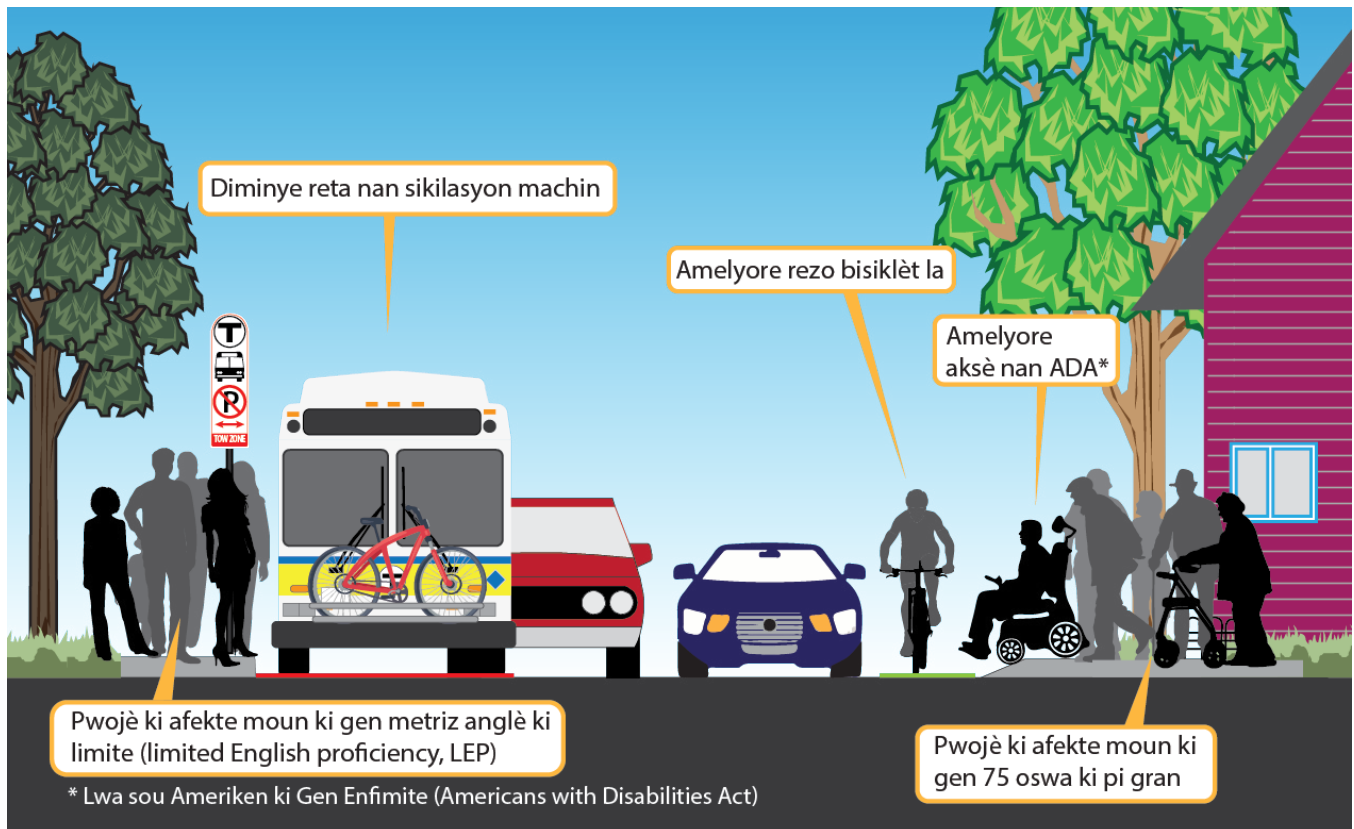 Diminye reta nan sikilasyon machin
Amelyore rezo bisiklèt la
Amelyore
aksè nan ADA*
T
P
TOW ZONE
Pwojè ki afekte moun ki gen metriz anglè ki
limite (limited English proficiency, LEP)
Pwojè ki afekte moun ki
gen 75 oswa ki pi gran
* Lwa sou Ameriken ki Gen Enfimite (Americans with Disabilities Act)